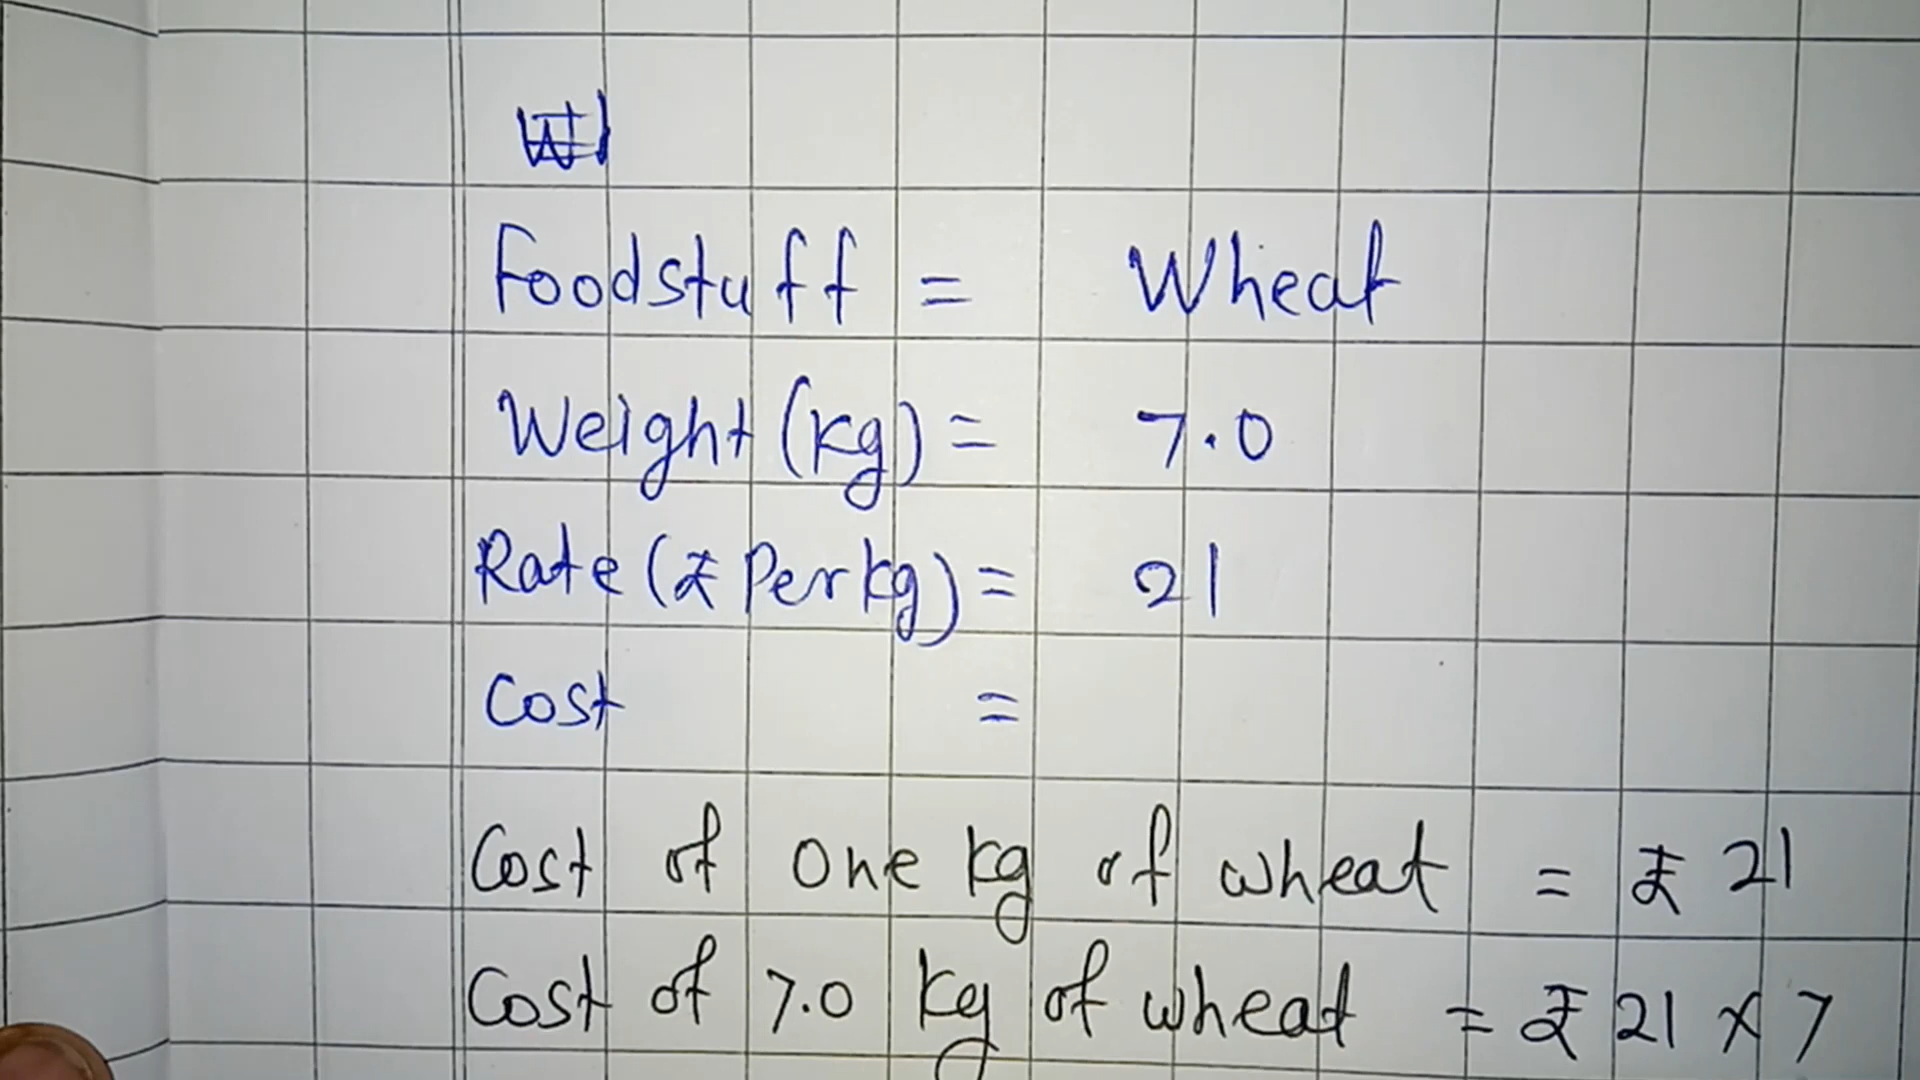 Foodstuff = Wheat
Weight (kg) = 7.0
Rate (₹ Per kg) = 21
Cost =
Cost of one kg of wheat = ₹ 21
Cost of 7.0 kg of wheat = ₹ 21 × 7